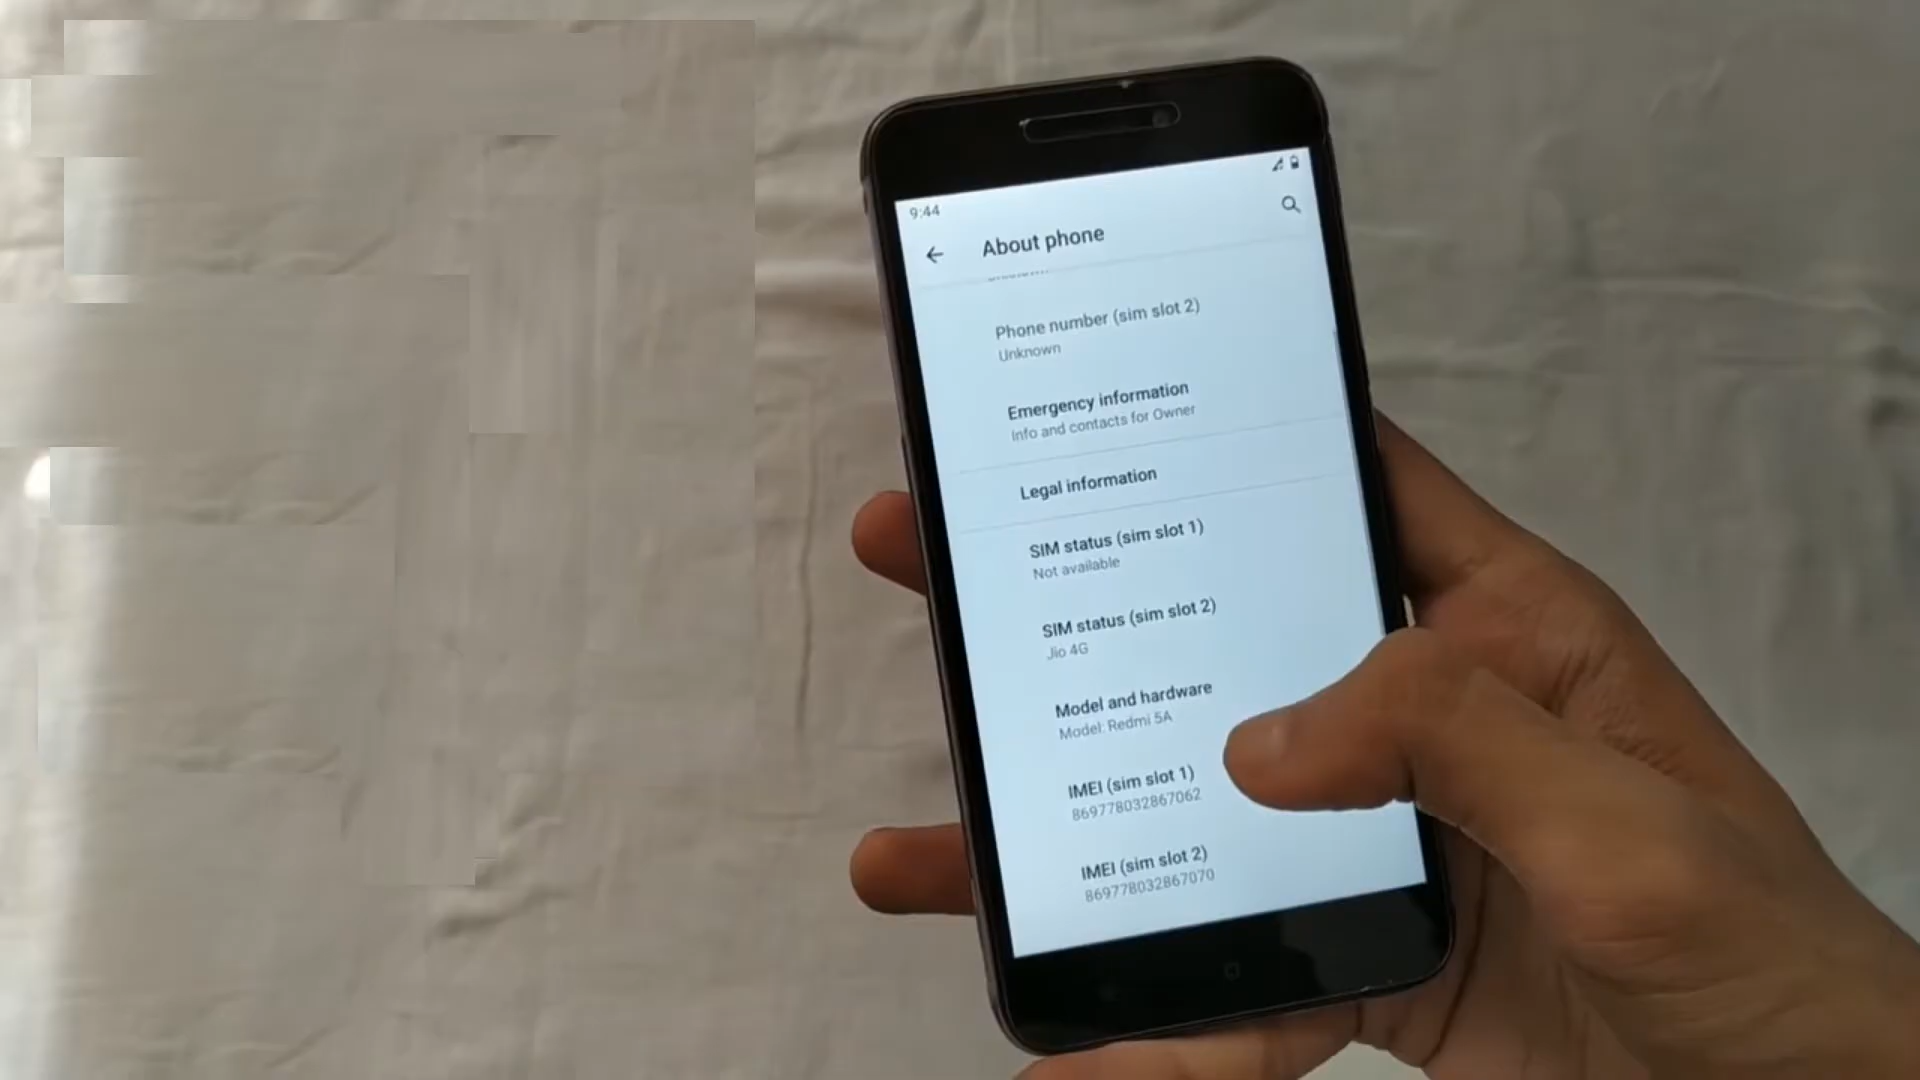 9:44
About phone
Phone number (sim slot 2)
Unknown
Emergency information
Info and contacts for Owner
Legal information
SIM status (sim slot 1)
Not available
SIM status (sim slot 2)
Jio 4G
Model and hardware
Model: Redmi 5A
IMEI (sim slot 1)
869778032867062
IMEI (sim slot 2)
869778032867070